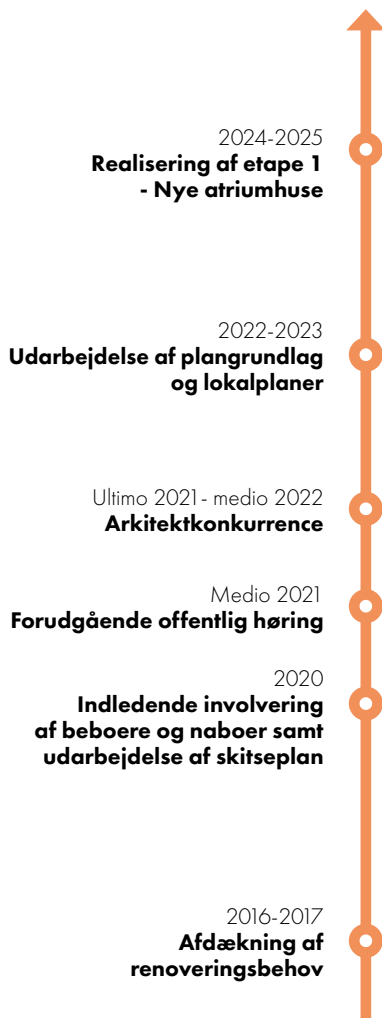 2024-2025
Realisering af etape 1
- Nye atriumhuse
2022-2023
Udarbejdelse af plangrundlag
og lokalplaner
Ultimo 2021- medio 2022
Arkitektkonkurrence
Medio 2021
Forudgående offentlig høring
2020
Indledende involvering
af beboere og naboer samt
udarbejdelse af skitseplan
2016-2017
Afdækning af
renoveringsbehov